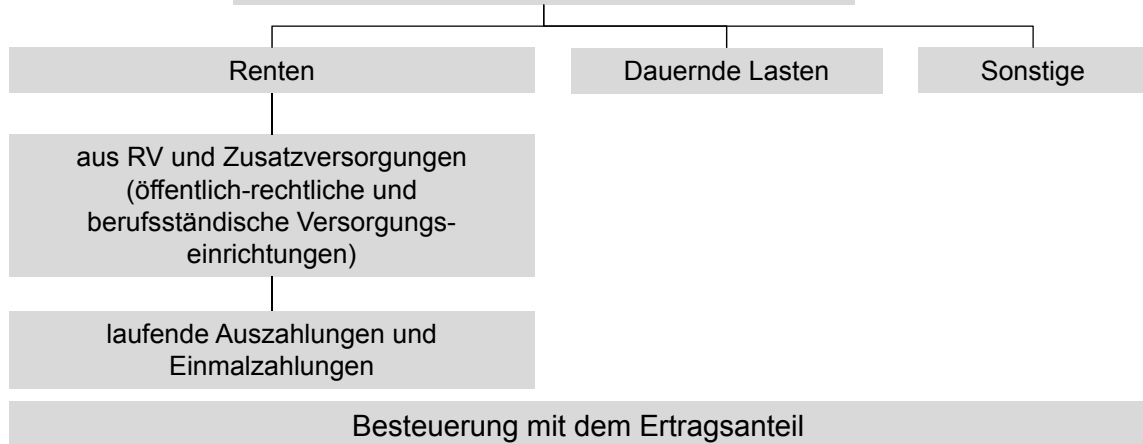 Renten
Dauernde Lasten
Sonstige
aus RV und Zusatzversorgungen
(öffentlich-rechtliche und
berufsständische Versorgungs-
einrichtungen)
laufende Auszahlungen und
Einmalzahlungen
Besteuerung mit dem Ertragsanteil